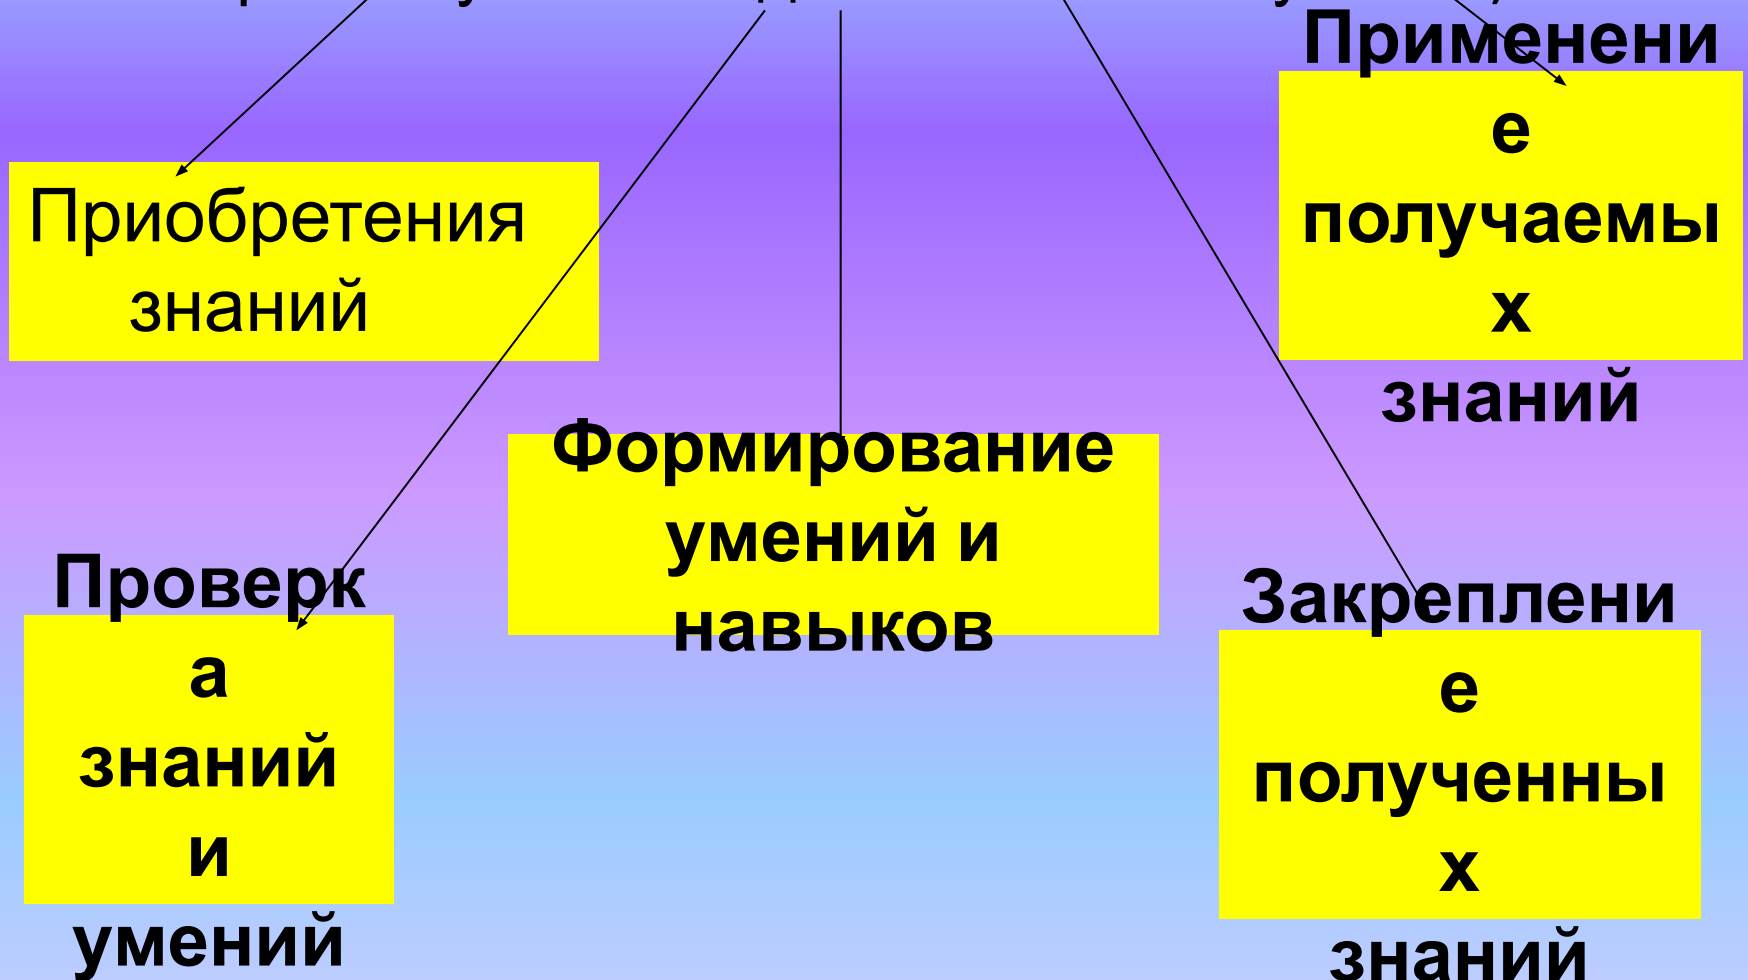 Применени
е
получаемы
х
знаний
Приобретения
знаний
Формирование
умений и
навыков
Проверк
а
знаний
и
умений
Закреплени
е
полученны
х
знаний